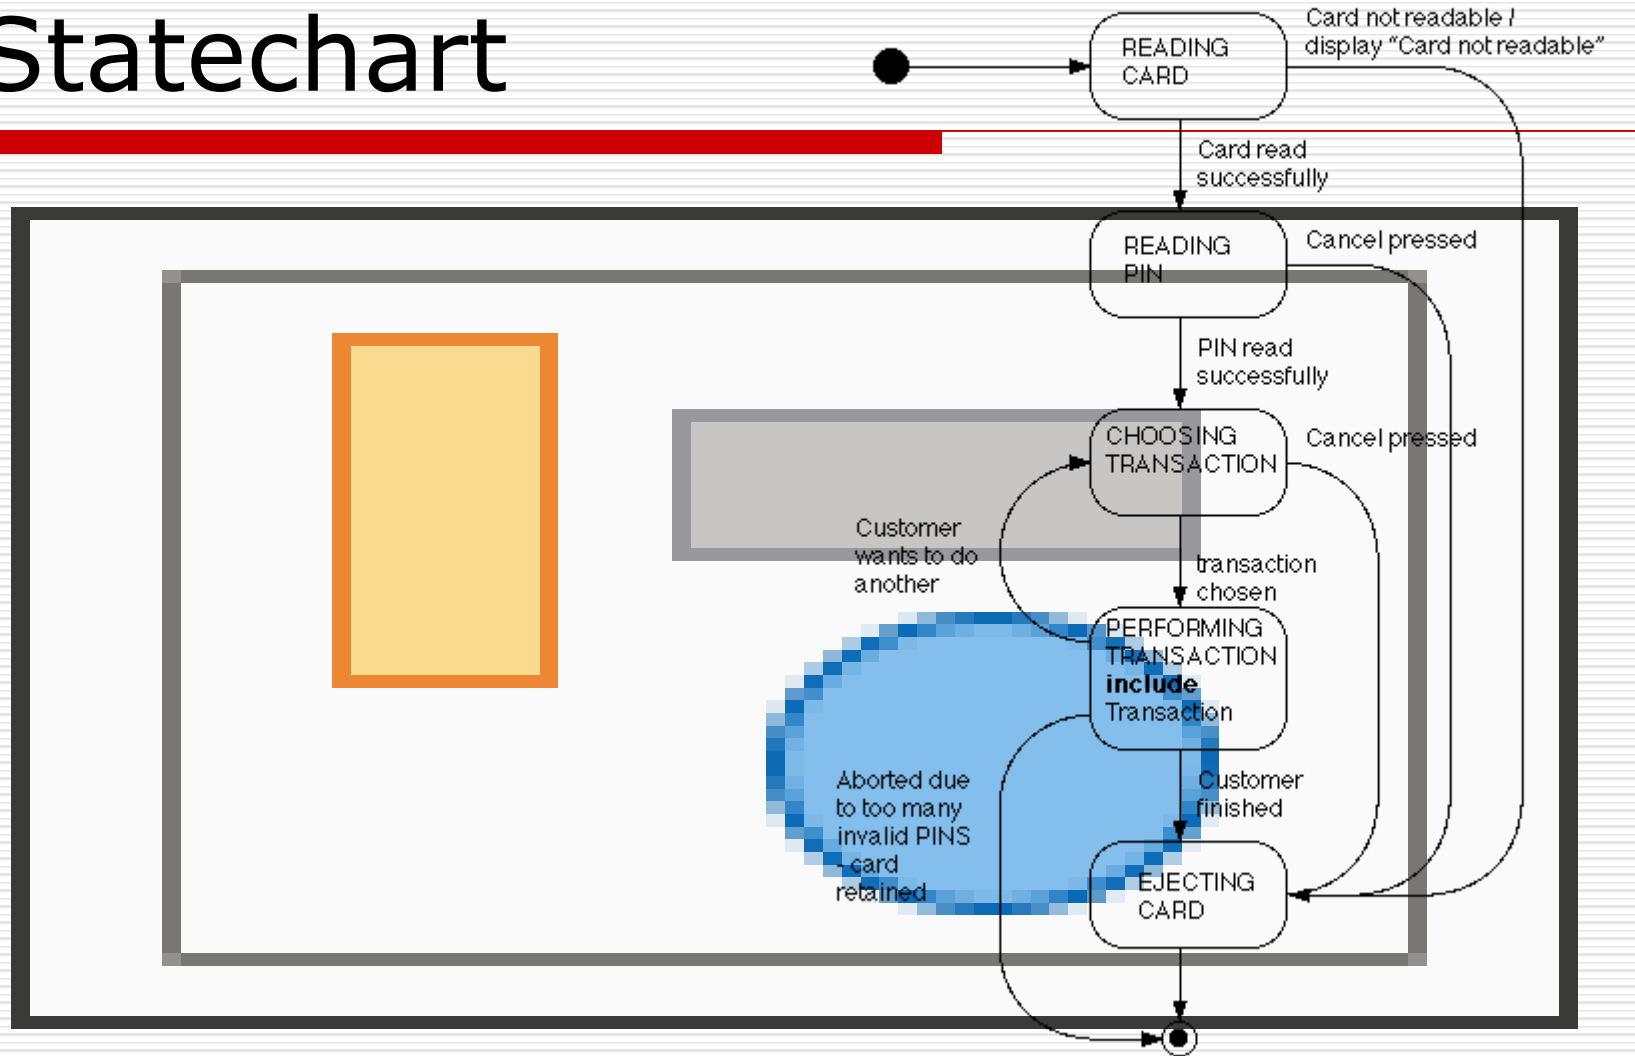 Statechart
READING
CARD
Card not readable /
display “Card not readable”
Card read
successfully
READING
PIN
Cancel pressed
PIN read
successfully
CHOOSING
TRANSACTION
Cancel pressed
Customer
wants to do
another
transaction
chosen
PERFORMING
TRANSACTION
include
Transaction
Customer
finished
Aborted due
to too many
invalid PINS
- card
retained
EJECTING
CARD